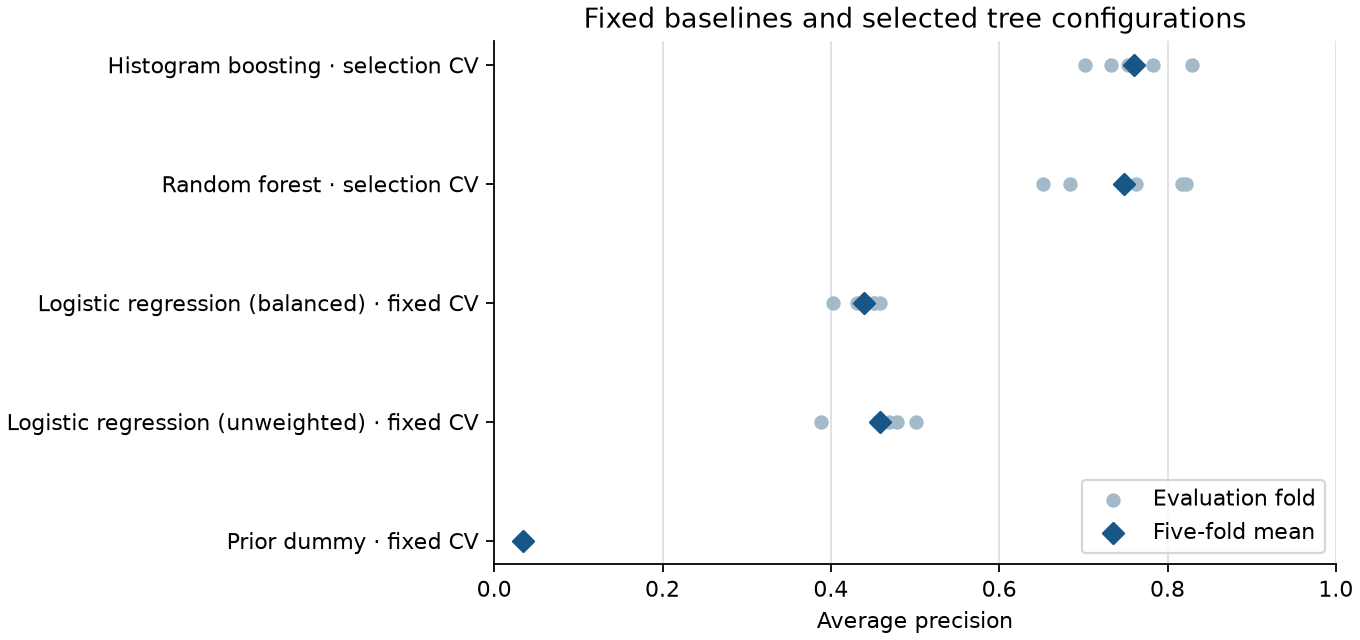 Fixed baselines and selected tree configurations
Histogram boosting · selection CV
Random forest · selection CV
Logistic regression (balanced) · fixed CV
Logistic regression (unweighted) · fixed CV
Prior dummy · fixed CV
Evaluation fold
Five-fold mean
0.0 0.2 0.4 0.6 0.8 1.0
Average precision